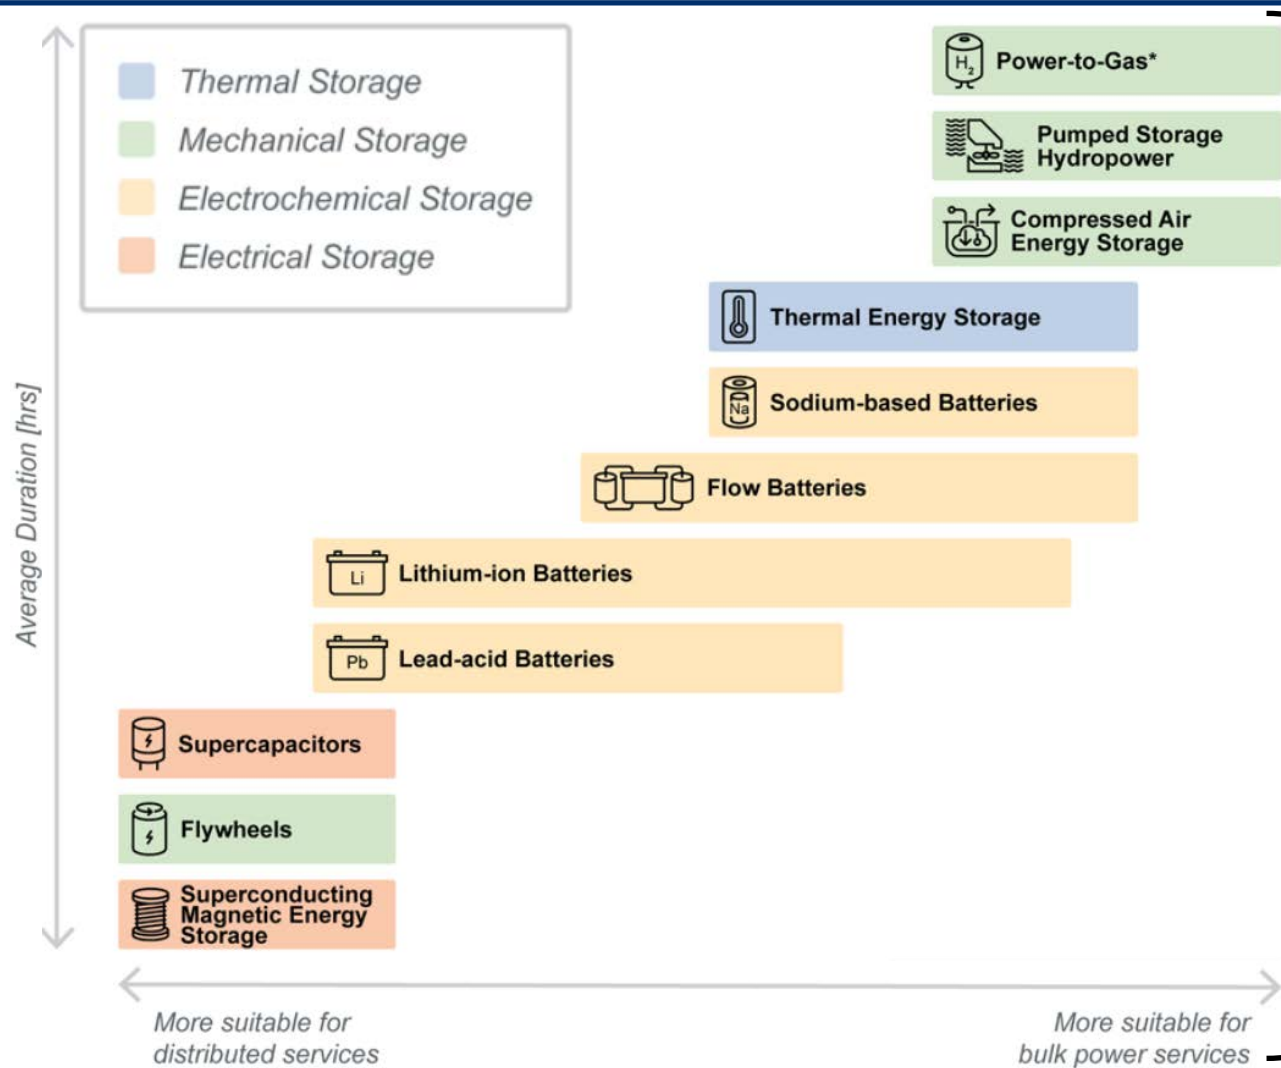 Thermal Storage
Mechanical Storage
Electrochemical Storage
Electrical Storage
H2
Power-to-Gas*
Pumped Storage
Hydropower
Compressed Air
Energy Storage
Thermal Energy Storage
Na
Sodium-based Batteries
Flow Batteries
Li
Lithium-ion Batteries
Pb
Lead-acid Batteries
Supercapacitors
Flywheels
Superconducting
Magnetic Energy
Storage
Average Duration [hrs]
More suitable for
distributed services
More suitable for
bulk power services